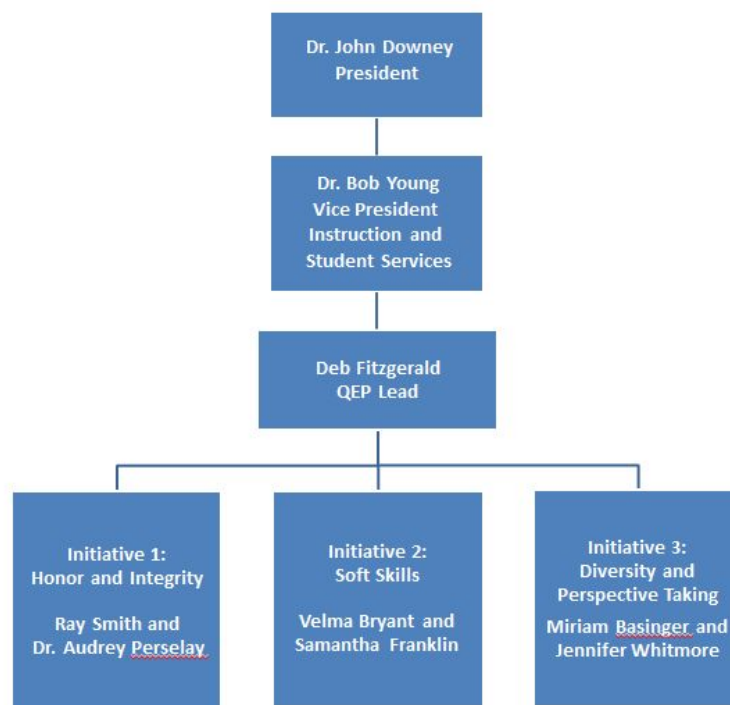 Dr. John Downey
President
Dr. Bob Young
Vice President
Instruction and
Student Services
Deb Fitzgerald
QEP Lead
Initiative 1:
Honor and Integrity
Ray Smith and
Dr. Audrey Perselay
Initiative 2:
Soft Skills
Velma Bryant and
Samantha Franklin
Initiative 3:
Diversity and
Perspective Taking
Miriam Basinger and
Jennifer Whitmore